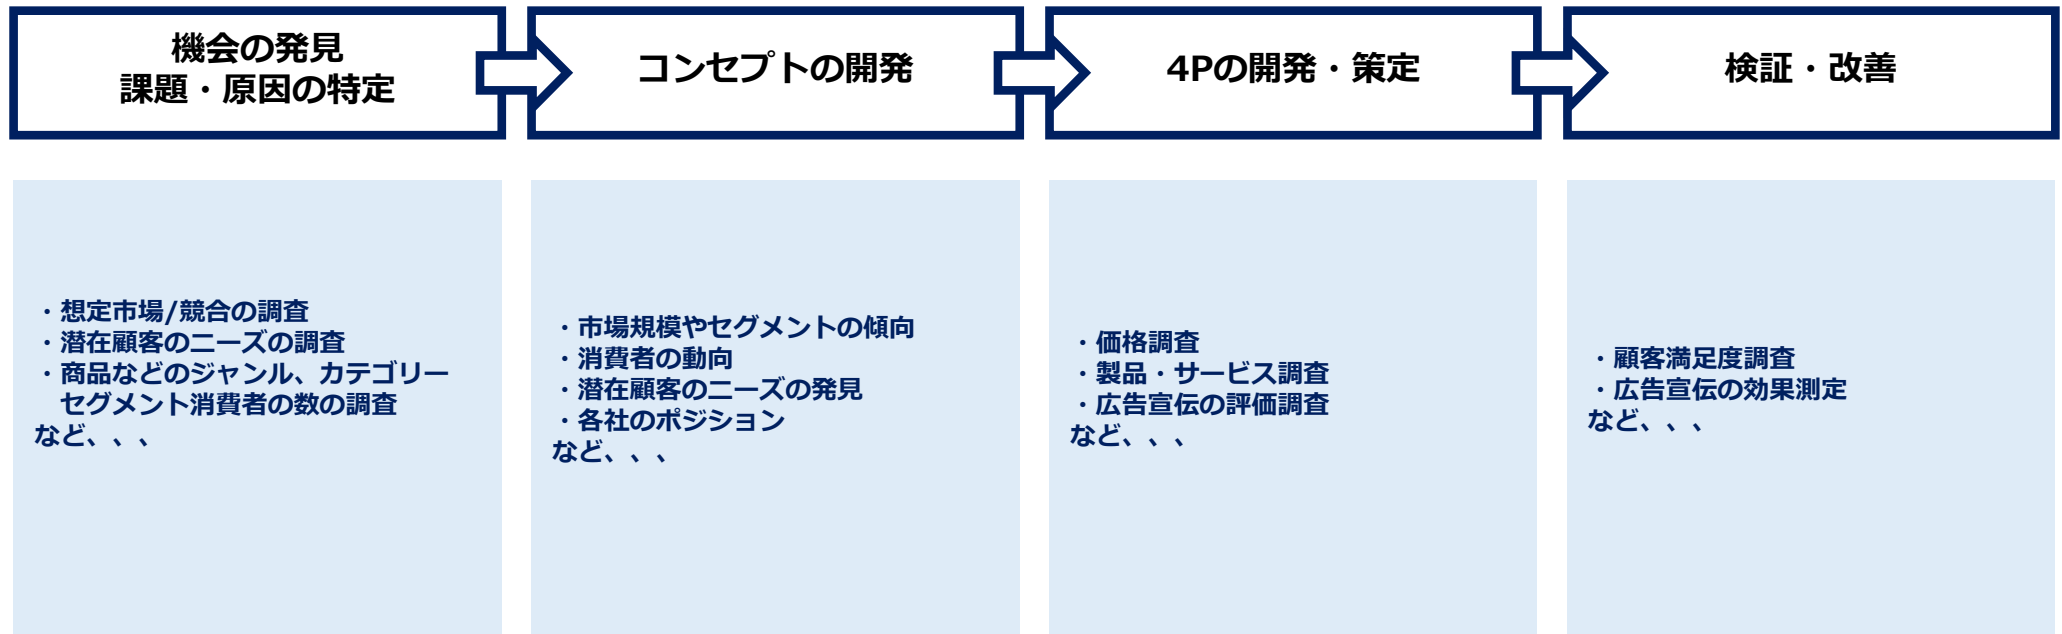 機会の発見
課題・原因の特定
コンセプトの開発
4Pの開発・策定
検証・改善
・想定市場/競合の調査
・潜在顧客のニーズの調査
・商品などのジャンル、カテゴリー
セグメント消費者の数の調査
など、、、
・市場規模やセグメントの傾向
・消費者の動向
・潜在顧客のニーズの発見
・各社のポジション
など、、、
・価格調査
・製品・サービス調査
・広告宣伝の評価調査
など、、、
・顧客満足度調査
・広告宣伝の効果測定
など、、、